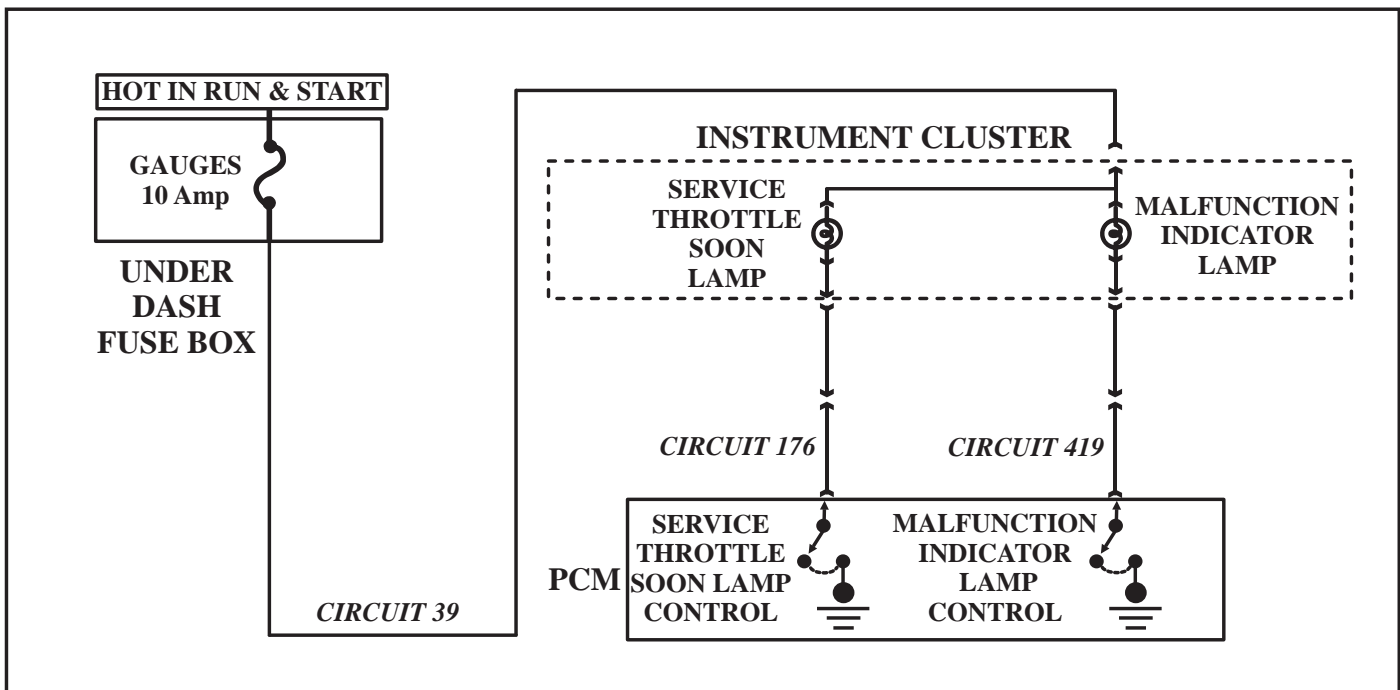 HOT IN RUN & START
GAUGES
10 Amp
UNDER
DASH
FUSE BOX
CIRCUIT 39
INSTRUMENT CLUSTER
SERVICE
THROTTLE
SOON
LAMP
MALFUNCTION
INDICATOR
LAMP
CIRCUIT 176
CIRCUIT 419
PCM
SERVICE
THROTTLE
SOON LAMP
CONTROL
MALFUNCTION
INDICATOR
LAMP
CONTROL